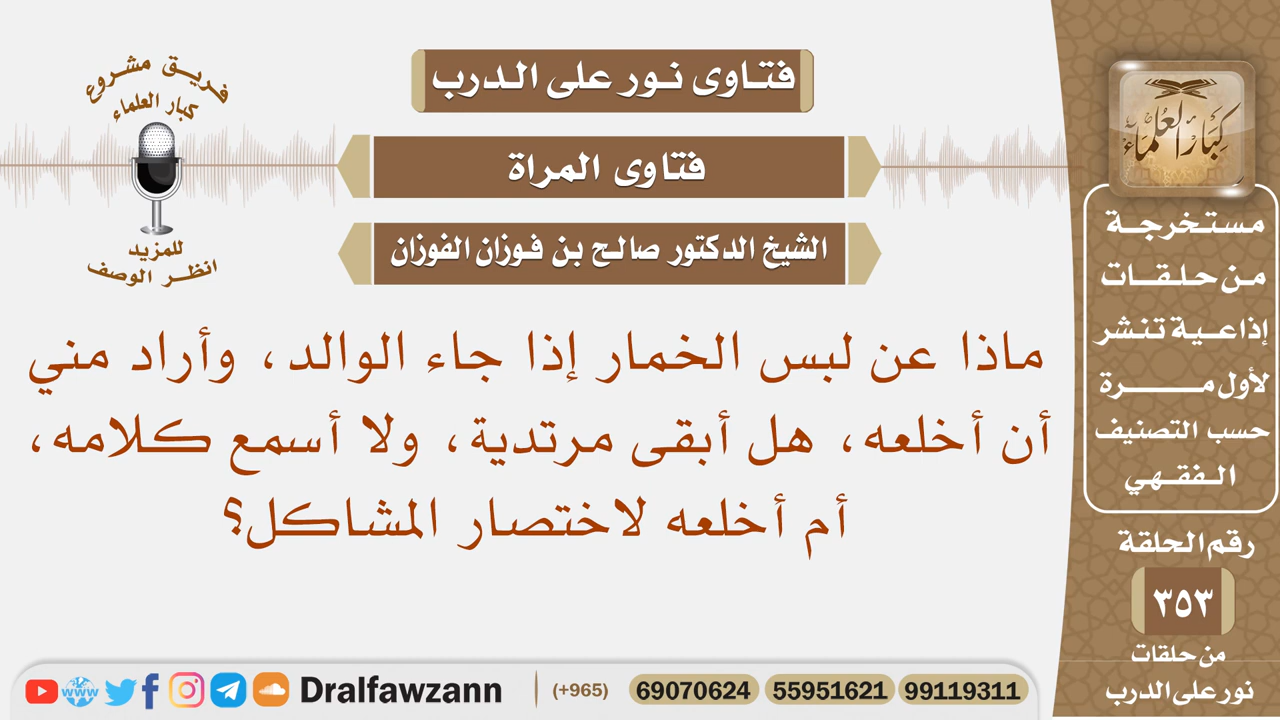 فتاوى نور على الدرب
فتاوى المراة
الشيخ الدكتور صالح بن فوزان الفوزان
ماذا عن لبس الخمار إذا جاء الوالد، وأراد مني
أن أخلعه، هل أبقى مرتدية، ولا أسمع كلامه،
أم أخلعه لاختصار المشاكل؟
فريق مشروع
كبار العلماء
للمزيد
انظر الوصف
كبار العلماء
مستخرجة
من حلقات
إذاعية تنشر
لأول مرة
حسب التصنيف
الفقهي
رقم الحلقة
٣٥٣
من حلقات
نور على الدرب
www
Dralfawzann
(+965)
69070624
55951621
99119311